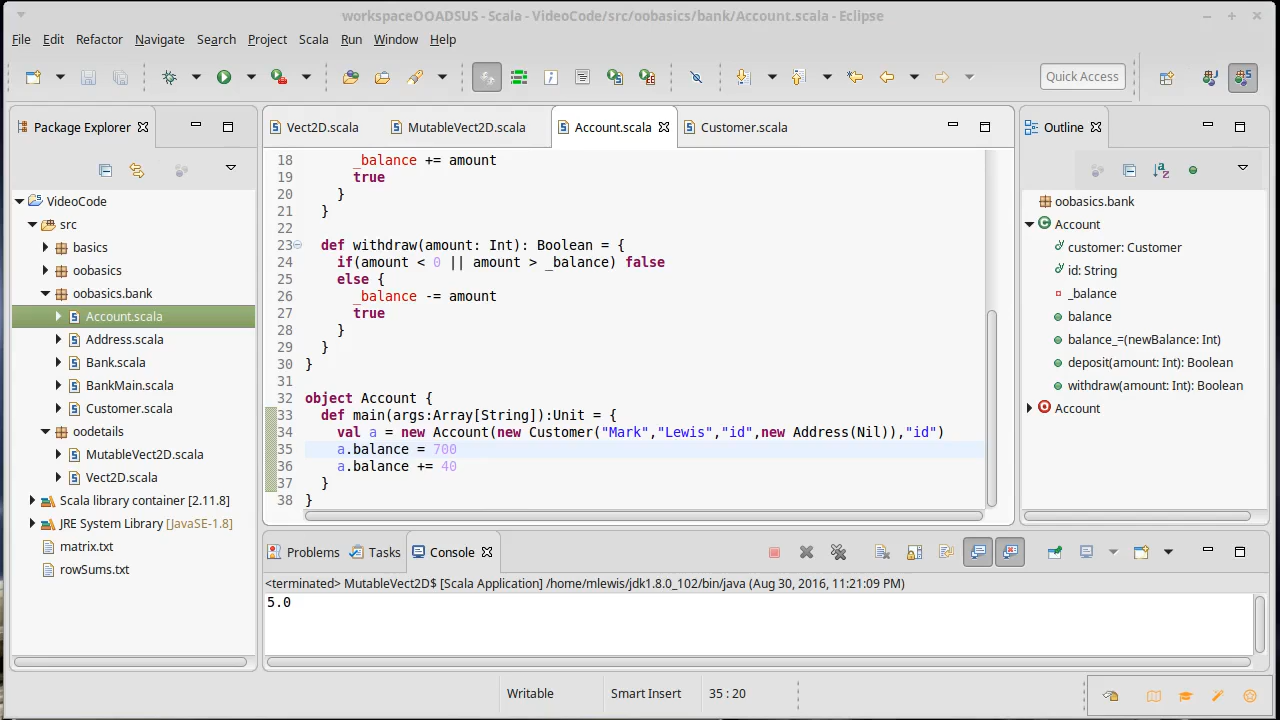 workspaceOOADSUS - Scala - VideoCode/src/oobasics/bank/Account.scala - Eclipse
File Edit Refactor Navigate Search Project Scala Run Window Help
Quick Access
Package Explorer
Vect2D.scala
MutableVect2D.scala
Account.scala
Customer.scala
Outline
VideoCode
src
basics
oobasics
oobasics.bank
Account.scala
Address.scala
Bank.scala
BankMain.scala
Customer.scala
oodetails
MutableVect2D.scala
Vect2D.scala
Scala library container [2.11.8]
JRE System Library [JavaSE-1.8]
matrix.txt
rowSums.txt
18       _balance += amount
19       true
20     }
21   }
22
23   def withdraw(amount: Int): Boolean = {
24     if(amount < 0 || amount > _balance) false
25     else {
26       _balance -= amount
27       true
28     }
29   }
30 }
31
32 object Account {
33   def main(args:Array[String]):Unit = {
34     val a = new Account(new Customer("Mark","Lewis","id",new Address(Nil)),"id")
35     a.balance = 700
36     a.balance += 40
37   }
38 }
oobasics.bank
Account
customer: Customer
id: String
_balance
balance
balance_=(newBalance: Int)
deposit(amount: Int): Boolean
withdraw(amount: Int): Boolean
Account
Problems Tasks Console
<terminated> MutableVect2D$ [Scala Application] /home/mlewis/jdk1.8.0_102/bin/java (Aug 30, 2016, 11:21:09 PM)
5.0
Writable Smart Insert 35 : 20